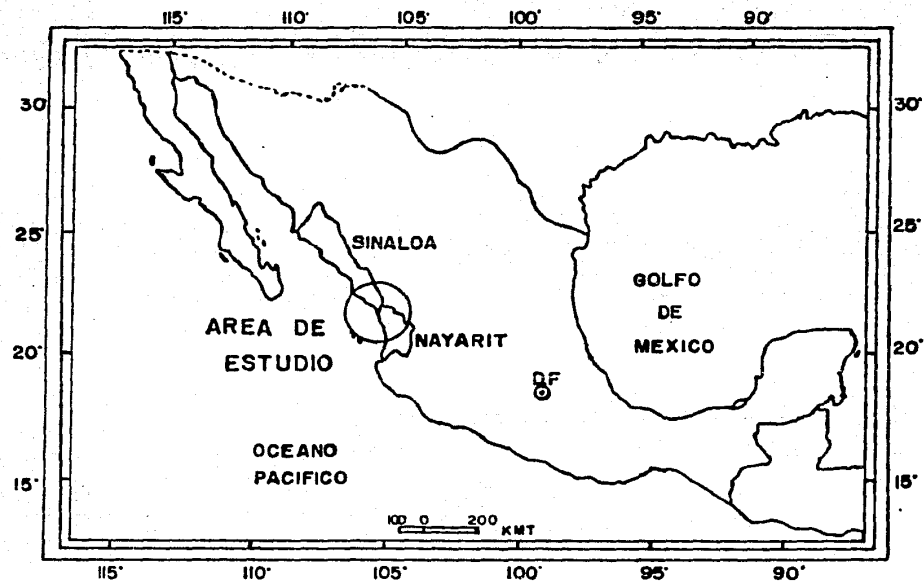 115° 110° 105° 100° 95° 90°
30° 30°
25° 25°
SINALOA
GOLFO
DE
MEXICO
AREA DE
ESTUDIO
NAYARIT
20° 20°
D.F
OCEANO
PACIFICO
15° 15°
100 0 200 KMT
115° 110° 105° 100° 95° 90°